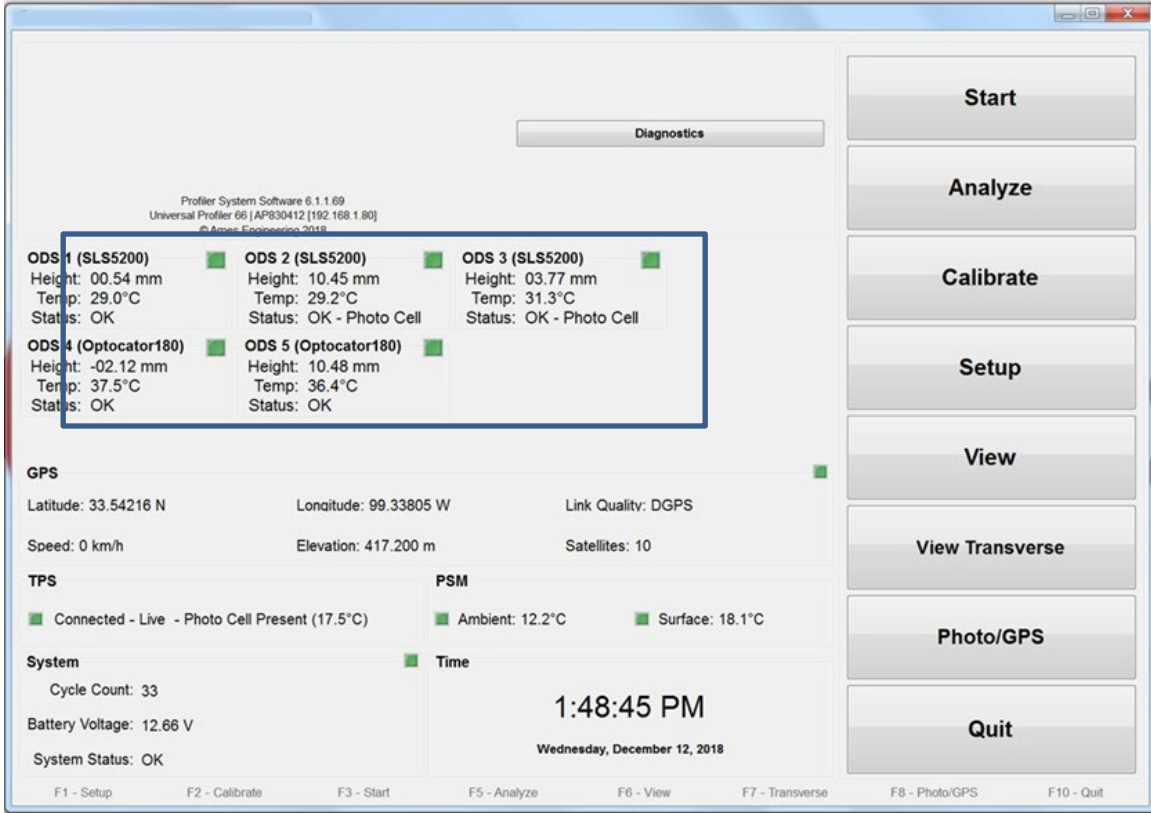 Start
Diagnostics
Analyze
Profiler System Software 6.1.1.69
Universal Profiler 66 | AP830412 [192.168.1.80]
© Ames Engineering 2018
ODS 1 (SLS5200) ODS 2 (SLS5200) ODS 3 (SLS5200)
Height: 00.54 mm Height: 10.45 mm Height: 03.77 mm
Temp: 29.0°C Temp: 29.2°C Temp: 31.3°C
Status: OK Status: OK - Photo Cell Status: OK - Photo Cell
Calibrate
ODS 4 (Optocator180) ODS 5 (Optocator180)
Height: -02.12 mm Height: 10.48 mm
Temp: 37.5°C Temp: 36.4°C
Status: OK Status: OK
Setup
View
GPS
Latitude: 33.54216 N Longitude: 99.33805 W Link Quality: DGPS
Speed: 0 km/h Elevation: 417.200 m Satellites: 10
View Transverse
TPS PSM
Connected - Live - Photo Cell Present (17.5°C) Ambient: 12.2°C Surface: 18.1°C
Photo/GPS
System Time
Cycle Count: 33
Battery Voltage: 12.66 V
System Status: OK
1:48:45 PM
Wednesday, December 12, 2018
Quit
F1 - Setup F2 - Calibrate F3 - Start F5 - Analyze F6 - View F7 - Transverse F8 - Photo/GPS F10 - Quit